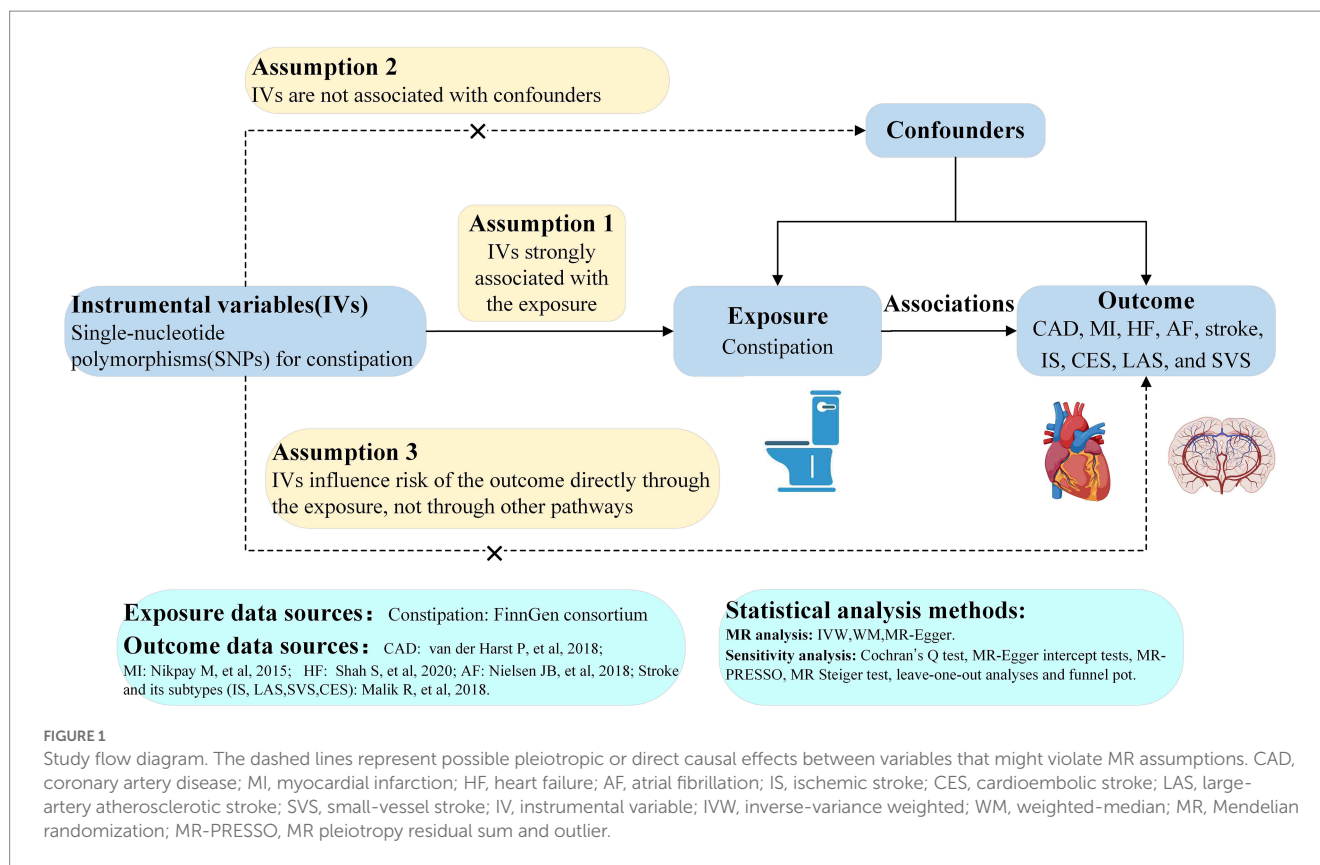 Assumption 2
IVs are not associated with confounders
Confounders
Assumption 1
IVs strongly
associated with
the exposure
Instrumental variables(IVs)
Single-nucleotide
polymorphisms(SNPs) for constipation
Exposure
Constipation
Associations
Outcome
CAD, MI, HF, AF, stroke,
IS, CES, LAS, and SVS
Assumption 3
IVs influence risk of the outcome directly through
the exposure, not through other pathways
Exposure data sources： Constipation: FinnGen consortium
Outcome data sources： CAD: van der Harst P, et al, 2018;
MI: Nikpay M, et al, 2015; HF: Shah S, et al, 2020; AF: Nielsen JB, et al, 2018; Stroke
and its subtypes (IS, LAS,SVS,CES): Malik R, et al, 2018.
Statistical analysis methods:
MR analysis: IVW,WM,MR-Egger.
Sensitivity analysis: Cochran's Q test, MR-Egger intercept tests, MR-
PRESSO, MR Steiger test, leave-one-out analyses and funnel pot.
FIGURE 1
Study flow diagram. The dashed lines represent possible pleiotropic or direct causal effects between variables that might violate MR assumptions. CAD,
coronary artery disease; MI, myocardial infarction; HF, heart failure; AF, atrial fibrillation; IS, ischemic stroke; CES, cardioembolic stroke; LAS, large-
artery atherosclerotic stroke; SVS, small-vessel stroke; IV, instrumental variable; IVW, inverse-variance weighted; WM, weighted-median; MR, Mendelian
randomization; MR-PRESSO, MR pleiotropy residual sum and outlier.